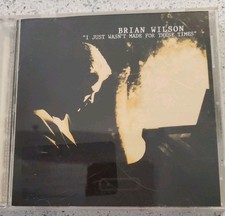 BRIAN WILSON
"I JUST WASN'T MADE FOR THESE TIMES"